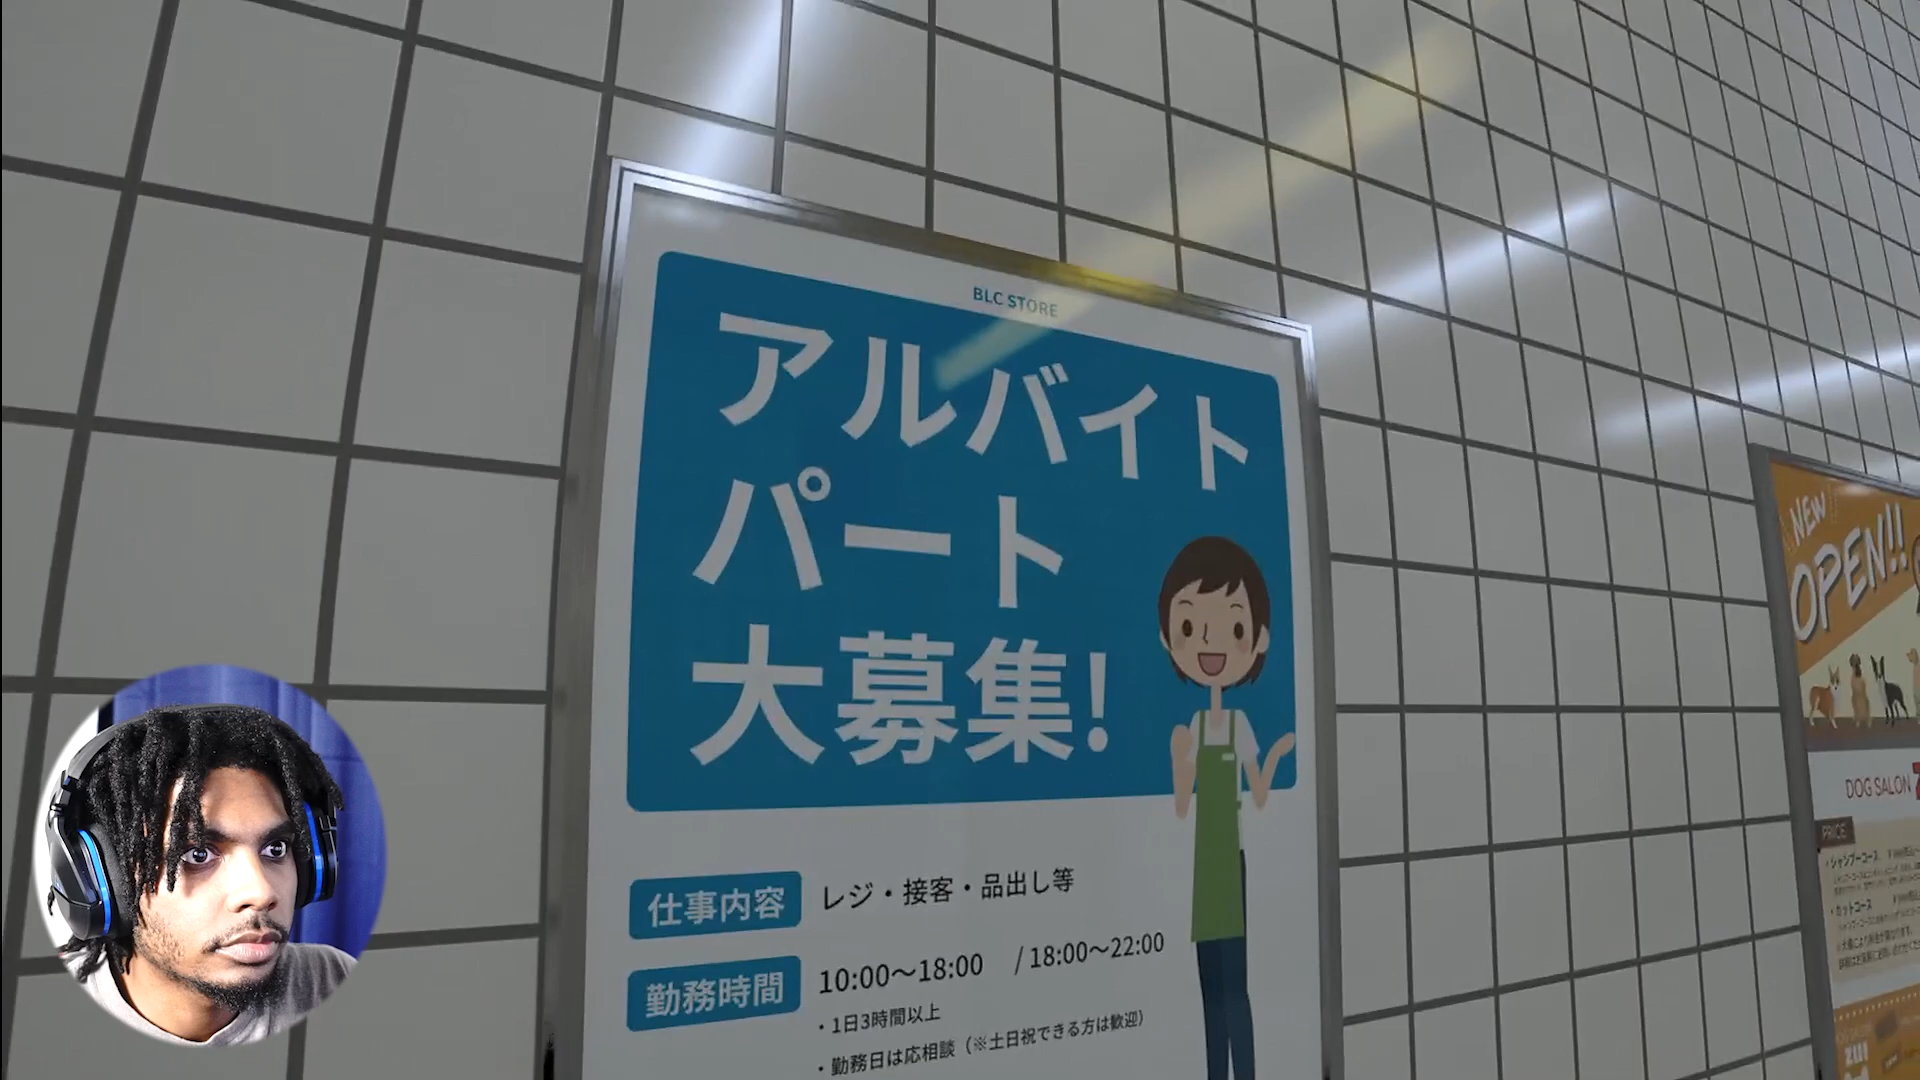 BLC STORE
アルバイト
パート
大募集!
仕事内容 レジ・接客・品出し等
勤務時間 10:00〜18:00 / 18:00〜22:00
・1日3時間以上
・勤務日は応相談（※土日祝できる方は歓迎）
NEW
OPEN!!
DOG SALON
PRICE
・シャンプーコース
・カットコース